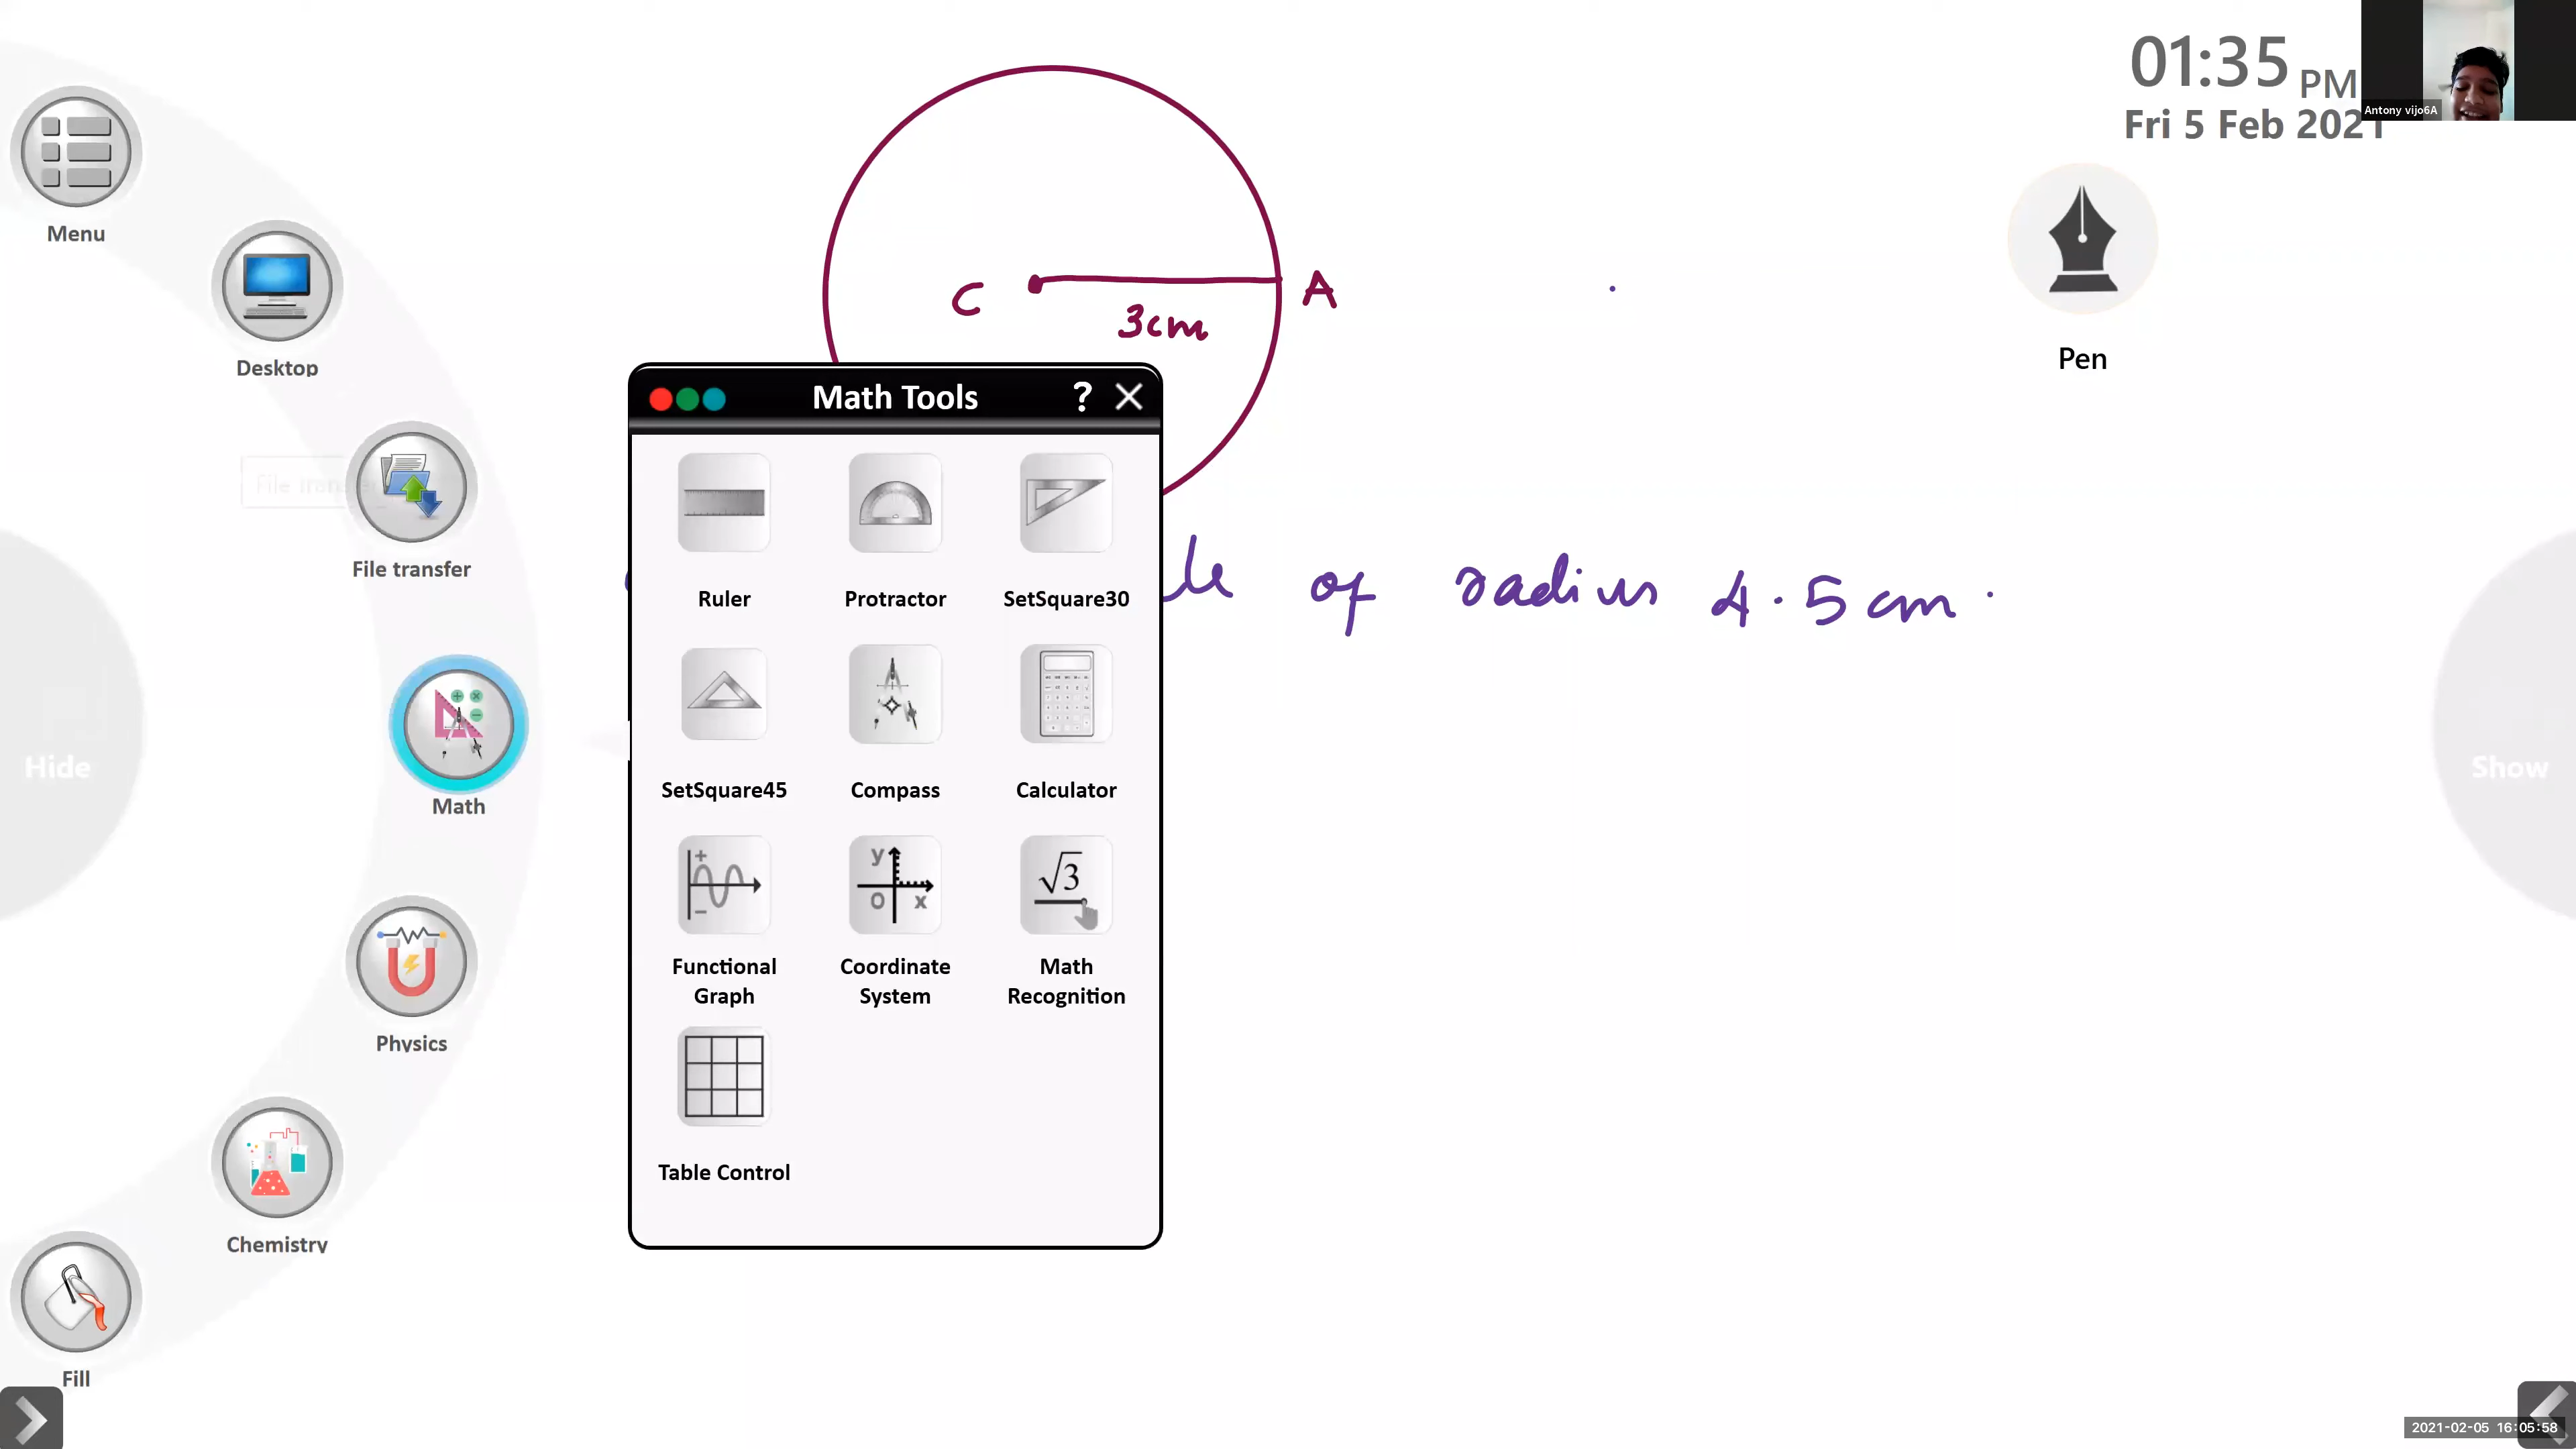 01:35 PM
Fri 5 Feb 2021
Antony vijo6A
Menu
Desktop
File transfer
Math
Physics
Chemistry
Fill
Hide
Show
Pen
C
A
3cm
of radius 4.5cm.
Math Tools ? X
Ruler Protractor SetSquare30
SetSquare45 Compass Calculator
+
-
y
O x
√3
Functional Coordinate Math
Graph System Recognition
Table Control
2021-02-05 16:05:58